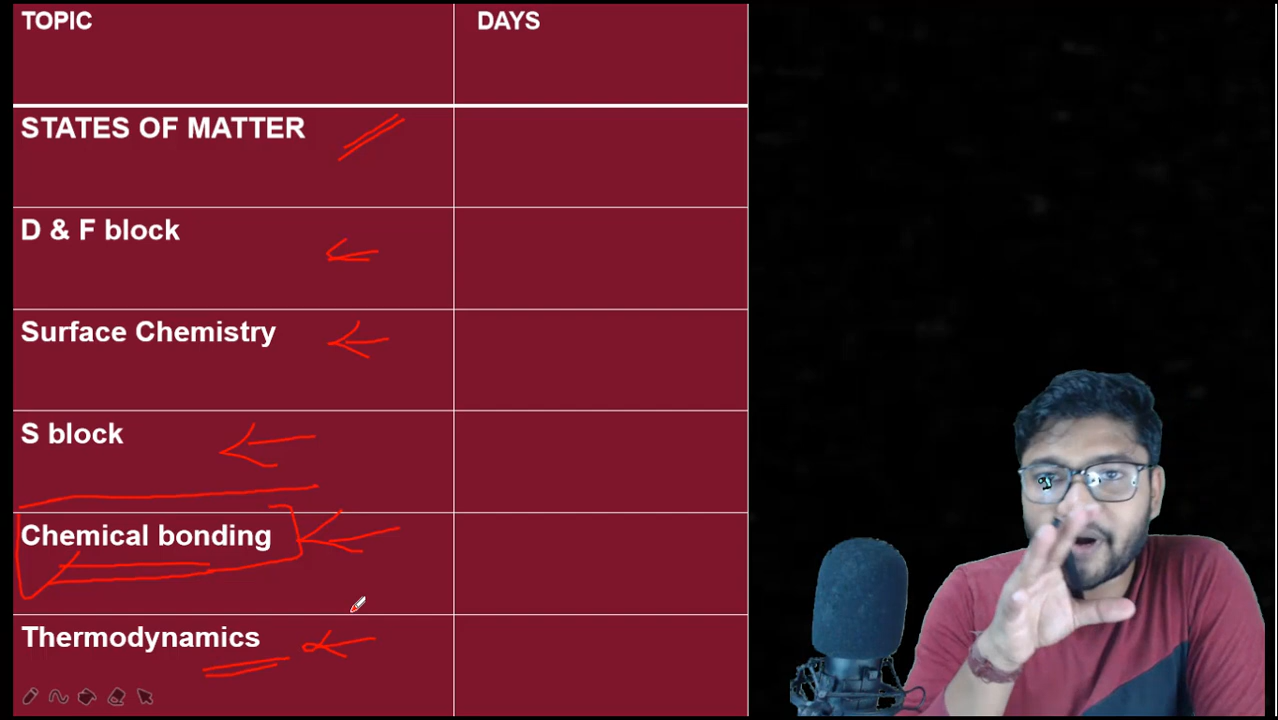 TOPIC
DAYS
STATES OF MATTER
D & F block
Surface Chemistry
S block
Chemical bonding
Thermodynamics